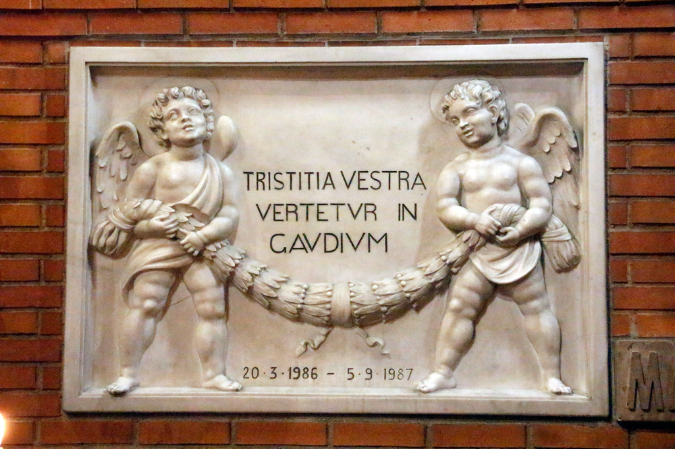 TRISTITIA VESTRA
VERTETVR IN
GAVDIVM
20·3·1986 - 5·9·1987